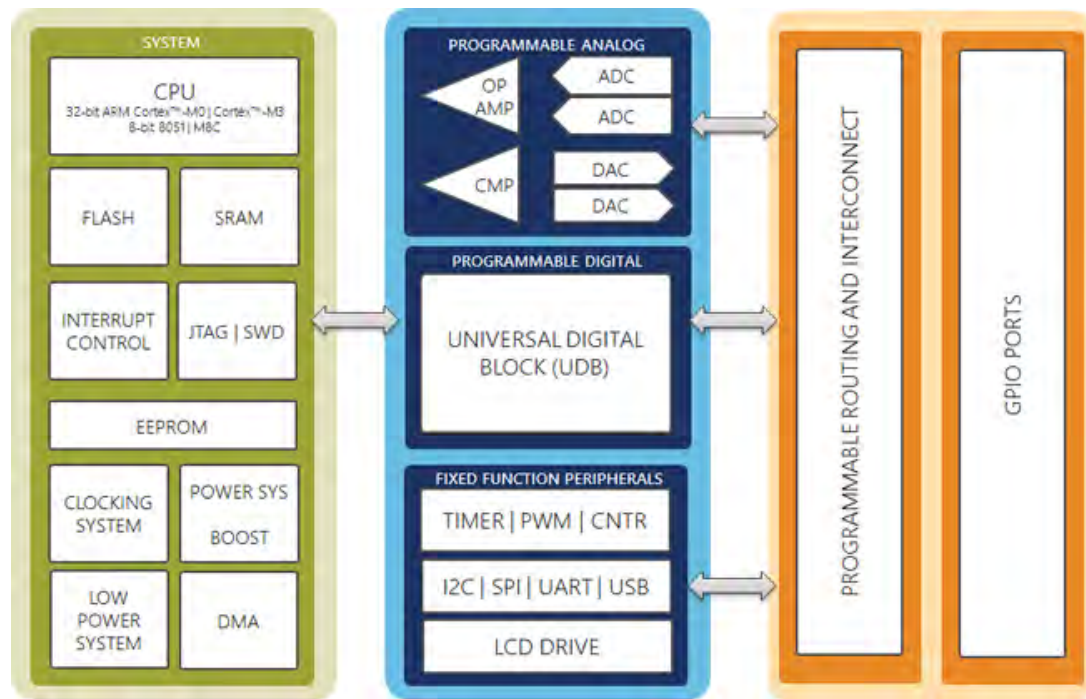 SYSTEM
CPU
32-bit ARM Cortex™-M0|Cortex™-M3
8-bit 8051|M8C
FLASH
SRAM
INTERRUPT
CONTROL
JTAG | SWD
EEPROM
CLOCKING
SYSTEM
POWER SYS
BOOST
LOW
POWER
SYSTEM
DMA
PROGRAMMABLE ANALOG
OP
AMP
ADC
ADC
CMP
DAC
DAC
PROGRAMMABLE DIGITAL
UNIVERSAL DIGITAL
BLOCK (UDB)
FIXED FUNCTION PERIPHERALS
TIMER | PWM | CNTR
I2C | SPI | UART | USB
LCD DRIVE
PROGRAMMABLE ROUTING AND INTERCONNECT
GPIO PORTS